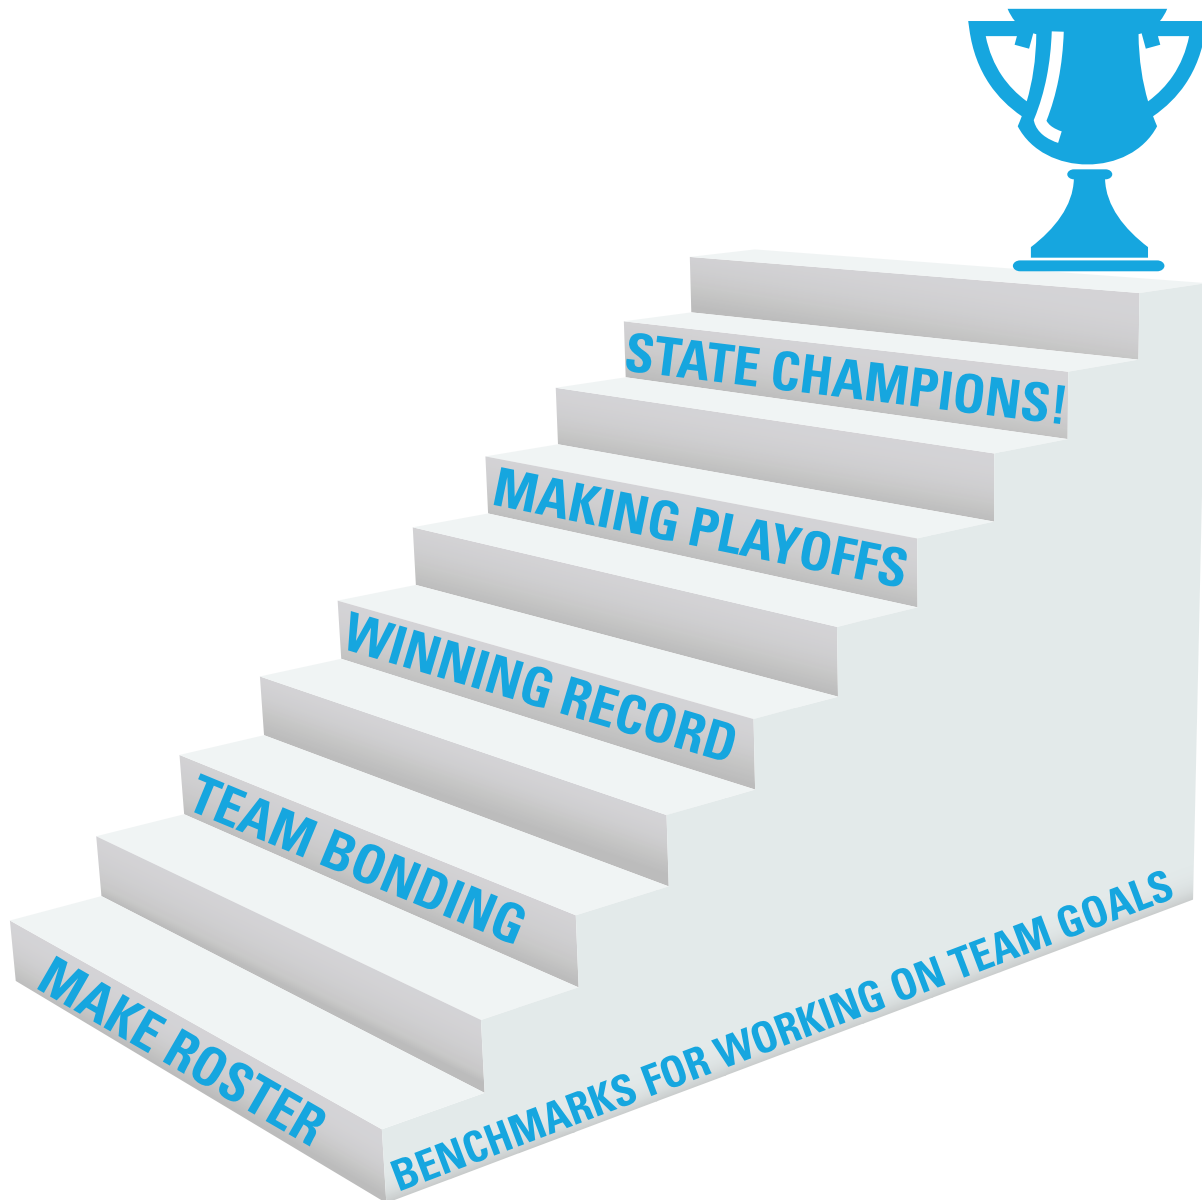 STATE CHAMPIONS!
MAKING PLAYOFFS
WINNING RECORD
TEAM BONDING
MAKE ROSTER
BENCHMARKS FOR WORKING ON TEAM GOALS